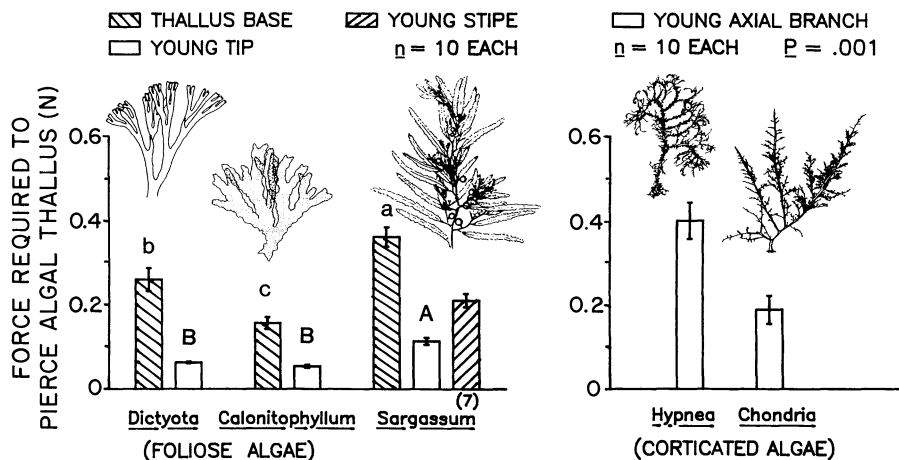 THALLUS BASE
YOUNG TIP
YOUNG STIPE
n = 10 EACH
YOUNG AXIAL BRANCH
n = 10 EACH P = .001
FORCE REQUIRED TO
PIERCE ALGAL THALLUS (N)
0.6
0.4
0.2
0
b
B
c
B
a
A
(7)
Dictyota Calonitophyllum Sargassum
(FOLIOSE ALGAE)
0.6
0.4
0.2
0
Hypnea Chondria
(CORTICATED ALGAE)